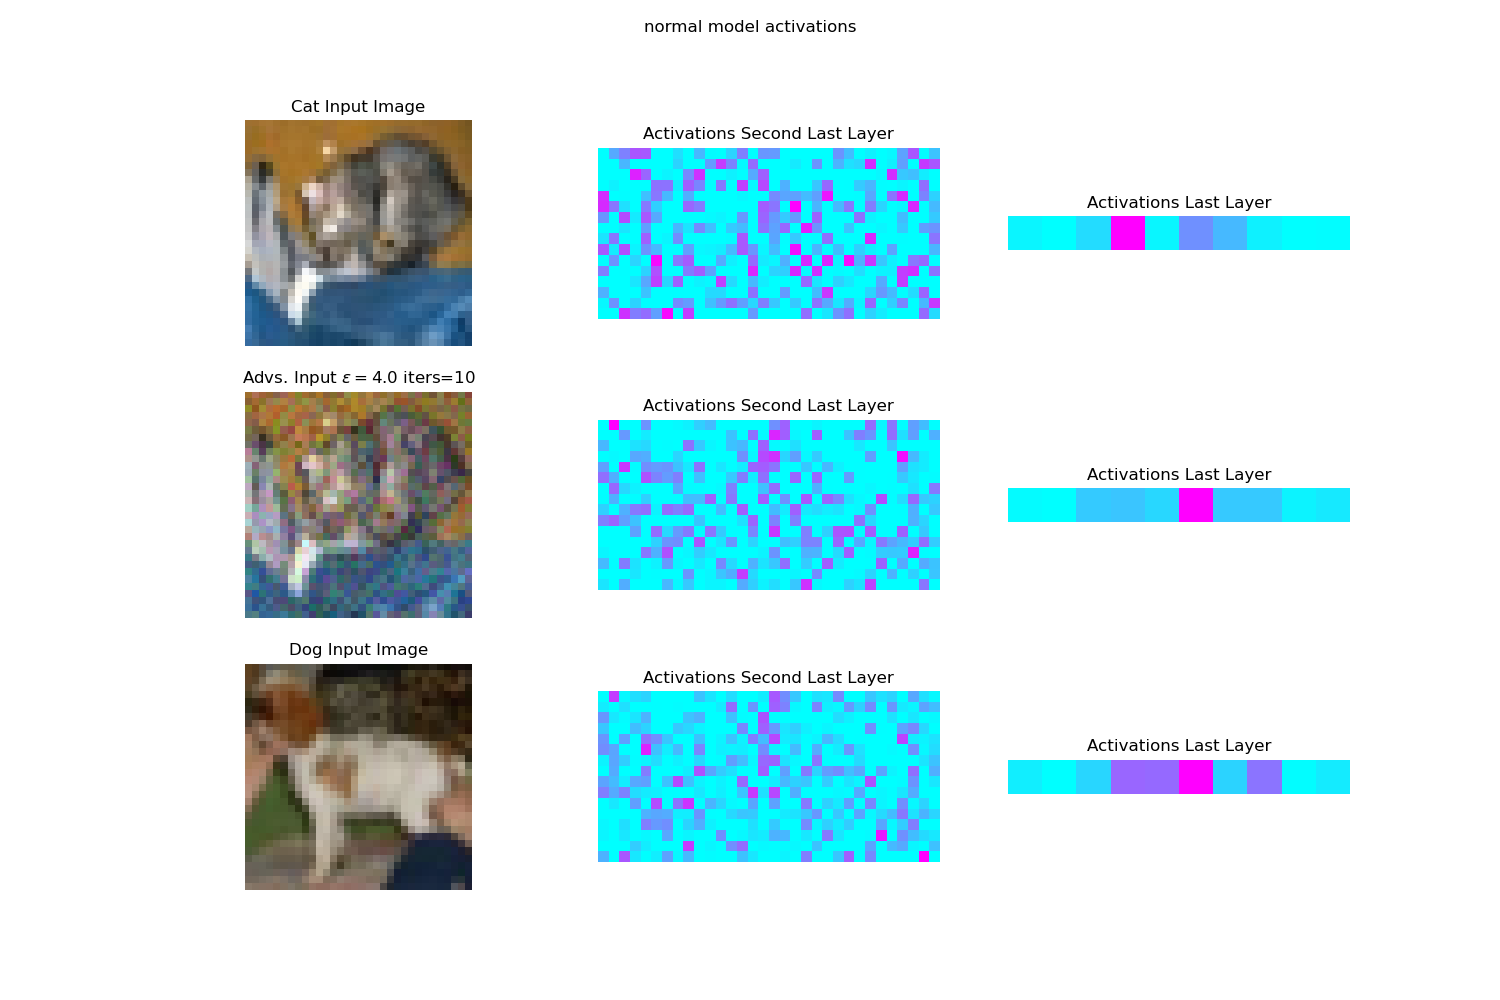 normal model activations
Cat Input Image
Activations Second Last Layer
Activations Last Layer
Advs. Input ε = 4.0 iters=10
Activations Second Last Layer
Activations Last Layer
Dog Input Image
Activations Second Last Layer
Activations Last Layer